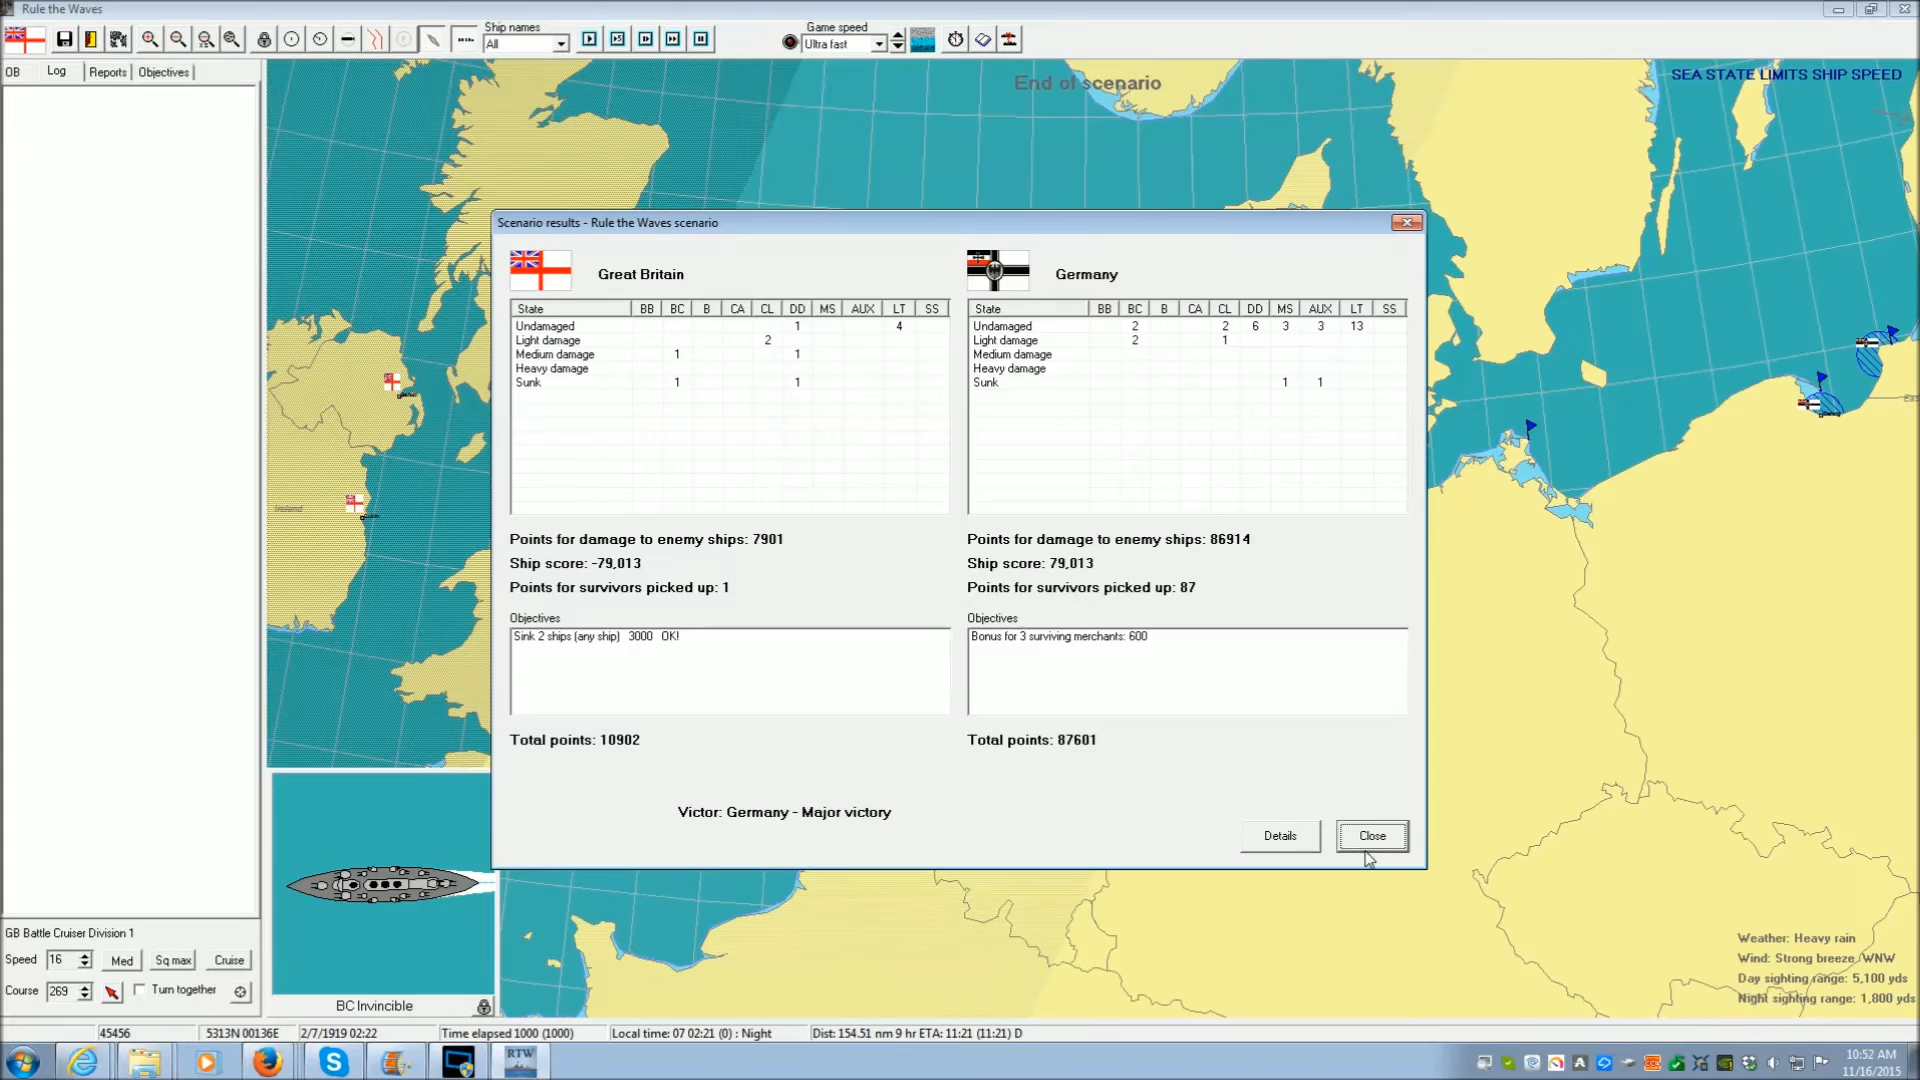 Rule the Waves
Ship names
All
Game speed
Ultra fast
OB Log Reports Objectives
End of scenario
SEA STATE LIMITS SHIP SPEED
Scenario results - Rule the Waves scenario
Great Britain
State BB BC B CA CL DD MS AUX LT SS
Undamaged 1 4
Light damage 2
Medium damage 1 1
Heavy damage
Sunk 1 1
Points for damage to enemy ships: 7901
Ship score: -79,013
Points for survivors picked up: 1
Objectives
Sink 2 ships (any ship) 3000 OK!
Total points: 10902
Germany
State BB BC B CA CL DD MS AUX LT SS
Undamaged 2 2 6 3 3 13
Light damage 2 1
Medium damage
Heavy damage
Sunk 1 1
Points for damage to enemy ships: 86914
Ship score: 79,013
Points for survivors picked up: 87
Objectives
Bonus for 3 surviving merchants: 600
Total points: 87601
Victor: Germany - Major victory
Details Close
Ireland
GB Battle Cruiser Division 1
Speed 16 Med Sq max Cruise
Course 269 Turn together
BC Invincible
Weather: Heavy rain
Wind: Strong breeze WNW
Day sighting range: 5,100 yds
Night sighting range: 1,800 yds
45456 5313N 00136E 2/7/1919 02:22 Time elapsed 1000 (1000) Local time: 07 02:21 (0) : Night Dist: 154.51 nm 9 hr ETA: 11:21 (11:21) D
RTW
10:52 AM
11/16/2015